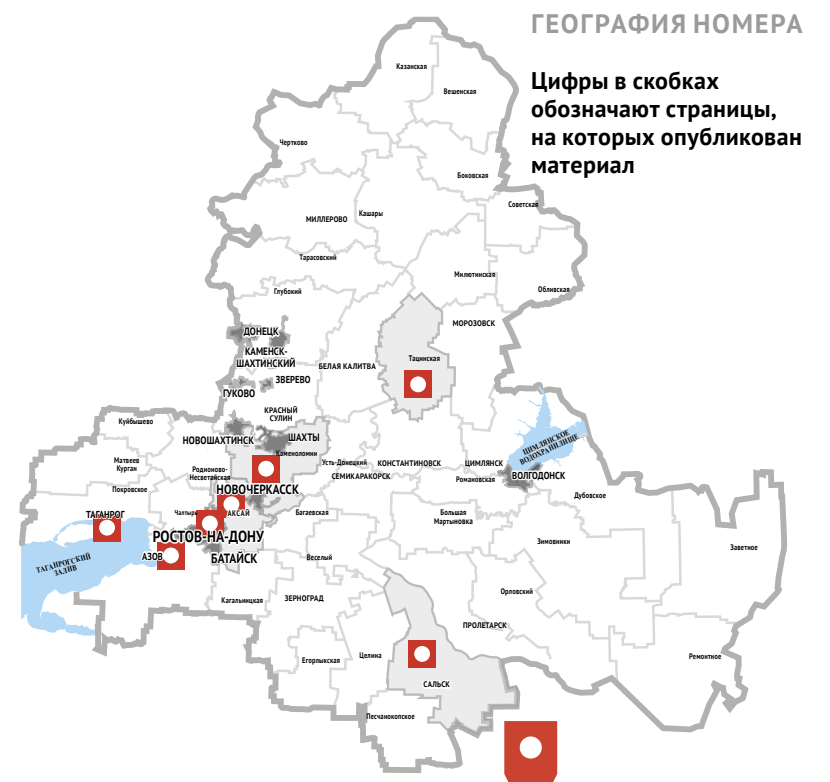 ГЕОГРАФИЯ НОМЕРА
Цифры в скобках
обозначают страницы,
на которых опубликован
материал
Казанская
Вешенская
Чертково
Боковская
Советская
Кашары
МИЛЛЕРОВО
Тарасовский
Милютинская
Обливская
Глубокий
МОРОЗОВСК
ДОНЕЦК
КАМЕНСК-
ШАХТИНСКИЙ
Тацинская
БЕЛАЯ КАЛИТВА
ЗВЕРЕВО
ГУКОВО
КРАСНЫЙ
СУЛИН
Куйбышево
НОВОШАХТИНСК
ШАХТЫ
Каменоломни
ЦИМЛЯНСКОЕ
ВОДОХРАНИЛИЩЕ
Матвеев
Курган
Родионово-
Несветайская
Усть-Донецкий
КОНСТАНТИНОВСК
ЦИМЛЯНСК
СЕМИКАРАКОРСК
Романовская
ВОЛГОДОНСК
Покровское
НОВОЧЕРКАССК
Дубовское
ТАГАНРОГ
Чалтырь
АКСАЙ
Багаевская
Большая
Мартыновка
РОСТОВ-НА-ДОНУ
Зимовники
Заветное
АЗОВ
БАТАЙСК
Веселый
ТАГАНРОГСКИЙ
ЗАЛИВ
Кагальницкая
ЗЕРНОГРАД
Орловский
ПРОЛЕТАРСК
Егорлыкская
Целина
Ремонтное
САЛЬСК
Песчанокопское